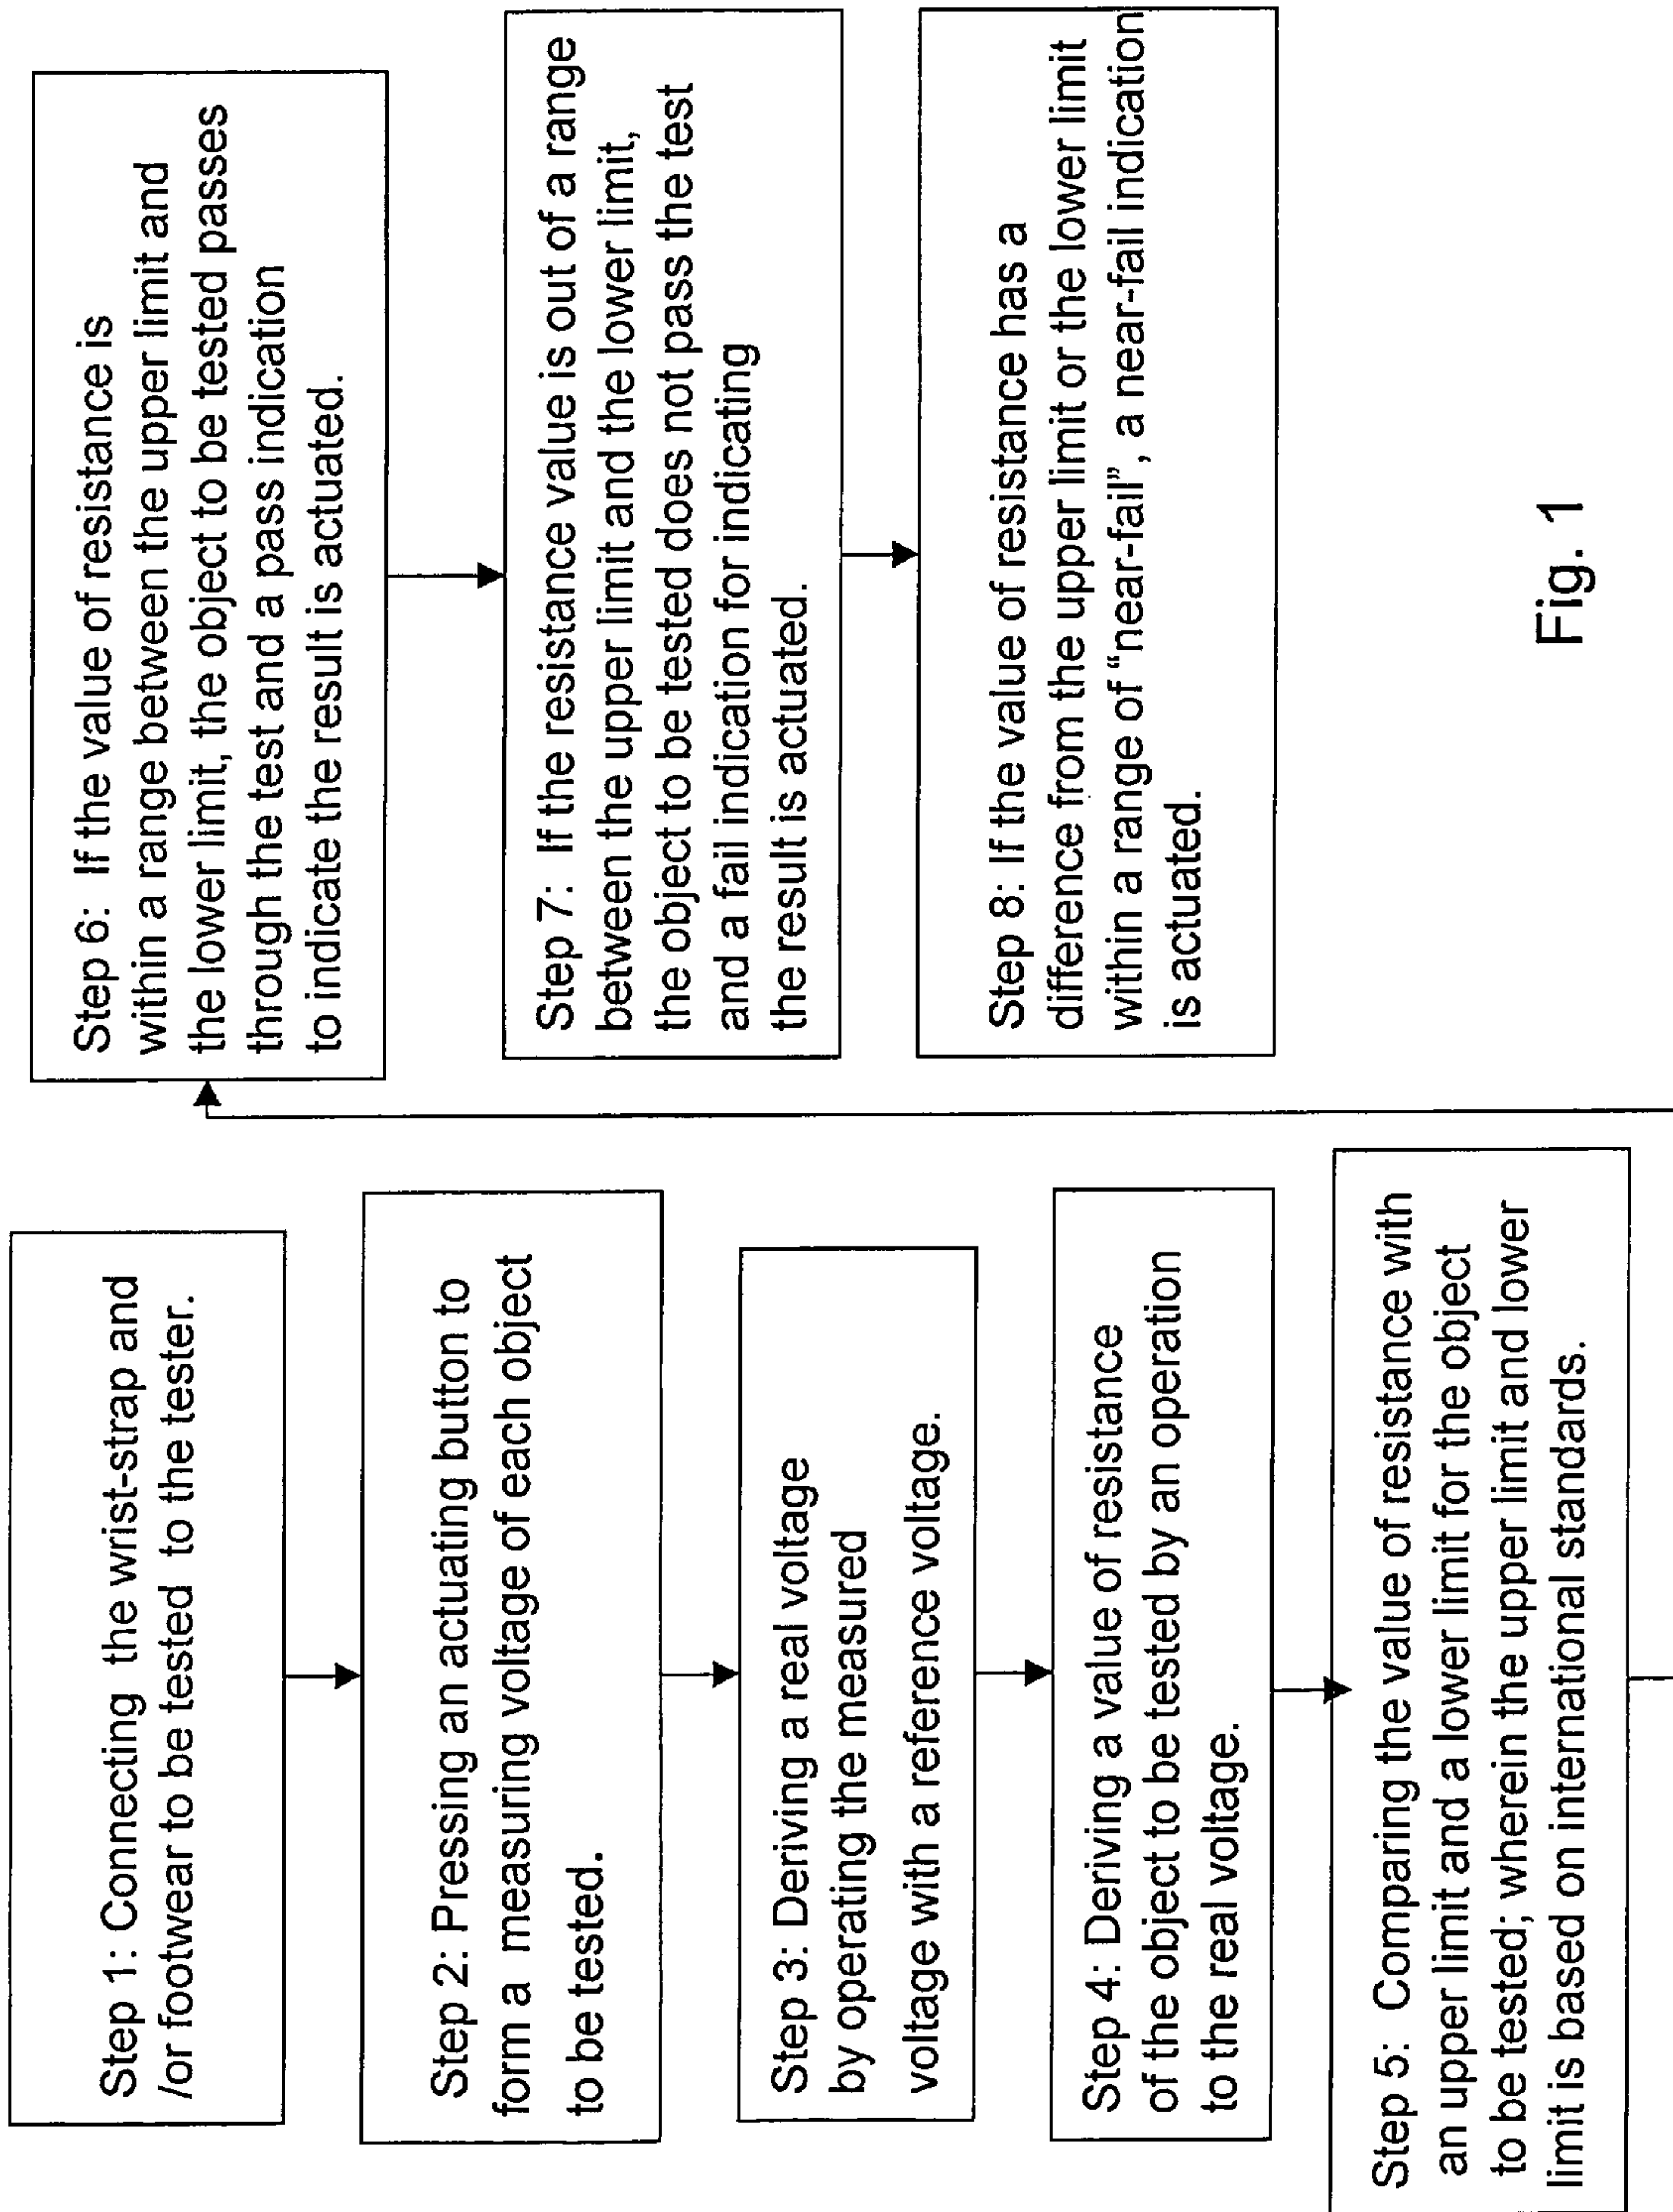 Step 1: Connecting the wrist-strap and
/or footwear to be tested to the tester.
Step 2: Pressing an actuating button to
form a measuring voltage of each object
to be tested.
Step 3: Deriving a real voltage
by operating the measured
voltage with a reference voltage.
Step 4: Deriving a value of resistance
of the object to be tested by an operation
to the real voltage.
Step 5: Comparing the value of resistance with
an upper limit and a lower limit for the object
to be tested; wherein the upper limit and lower
limit is based on international standards.
Step 6: If the value of resistance is
within a range between the upper limit and
the lower limit, the object to be tested passes
through the test and a pass indication
to indicate the result is actuated.
Step 7: If the resistance value is out of a range
between the upper limit and the lower limit,
the object to be tested does not pass the test
and a fail indication for indicating
the result is actuated.
Step 8: If the value of resistance has a
difference from the upper limit or the lower limit
within a range of “near-fail”, a near-fail indication
is actuated.
Fig. 1